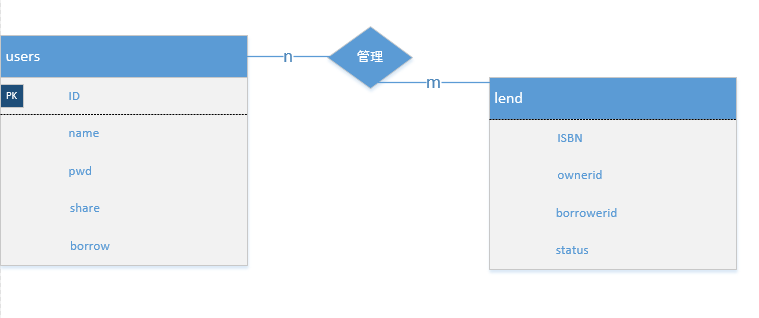 users
PK
ID
name
pwd
share
borrow
n
管理
m
lend
ISBN
ownerid
borrowerid
status